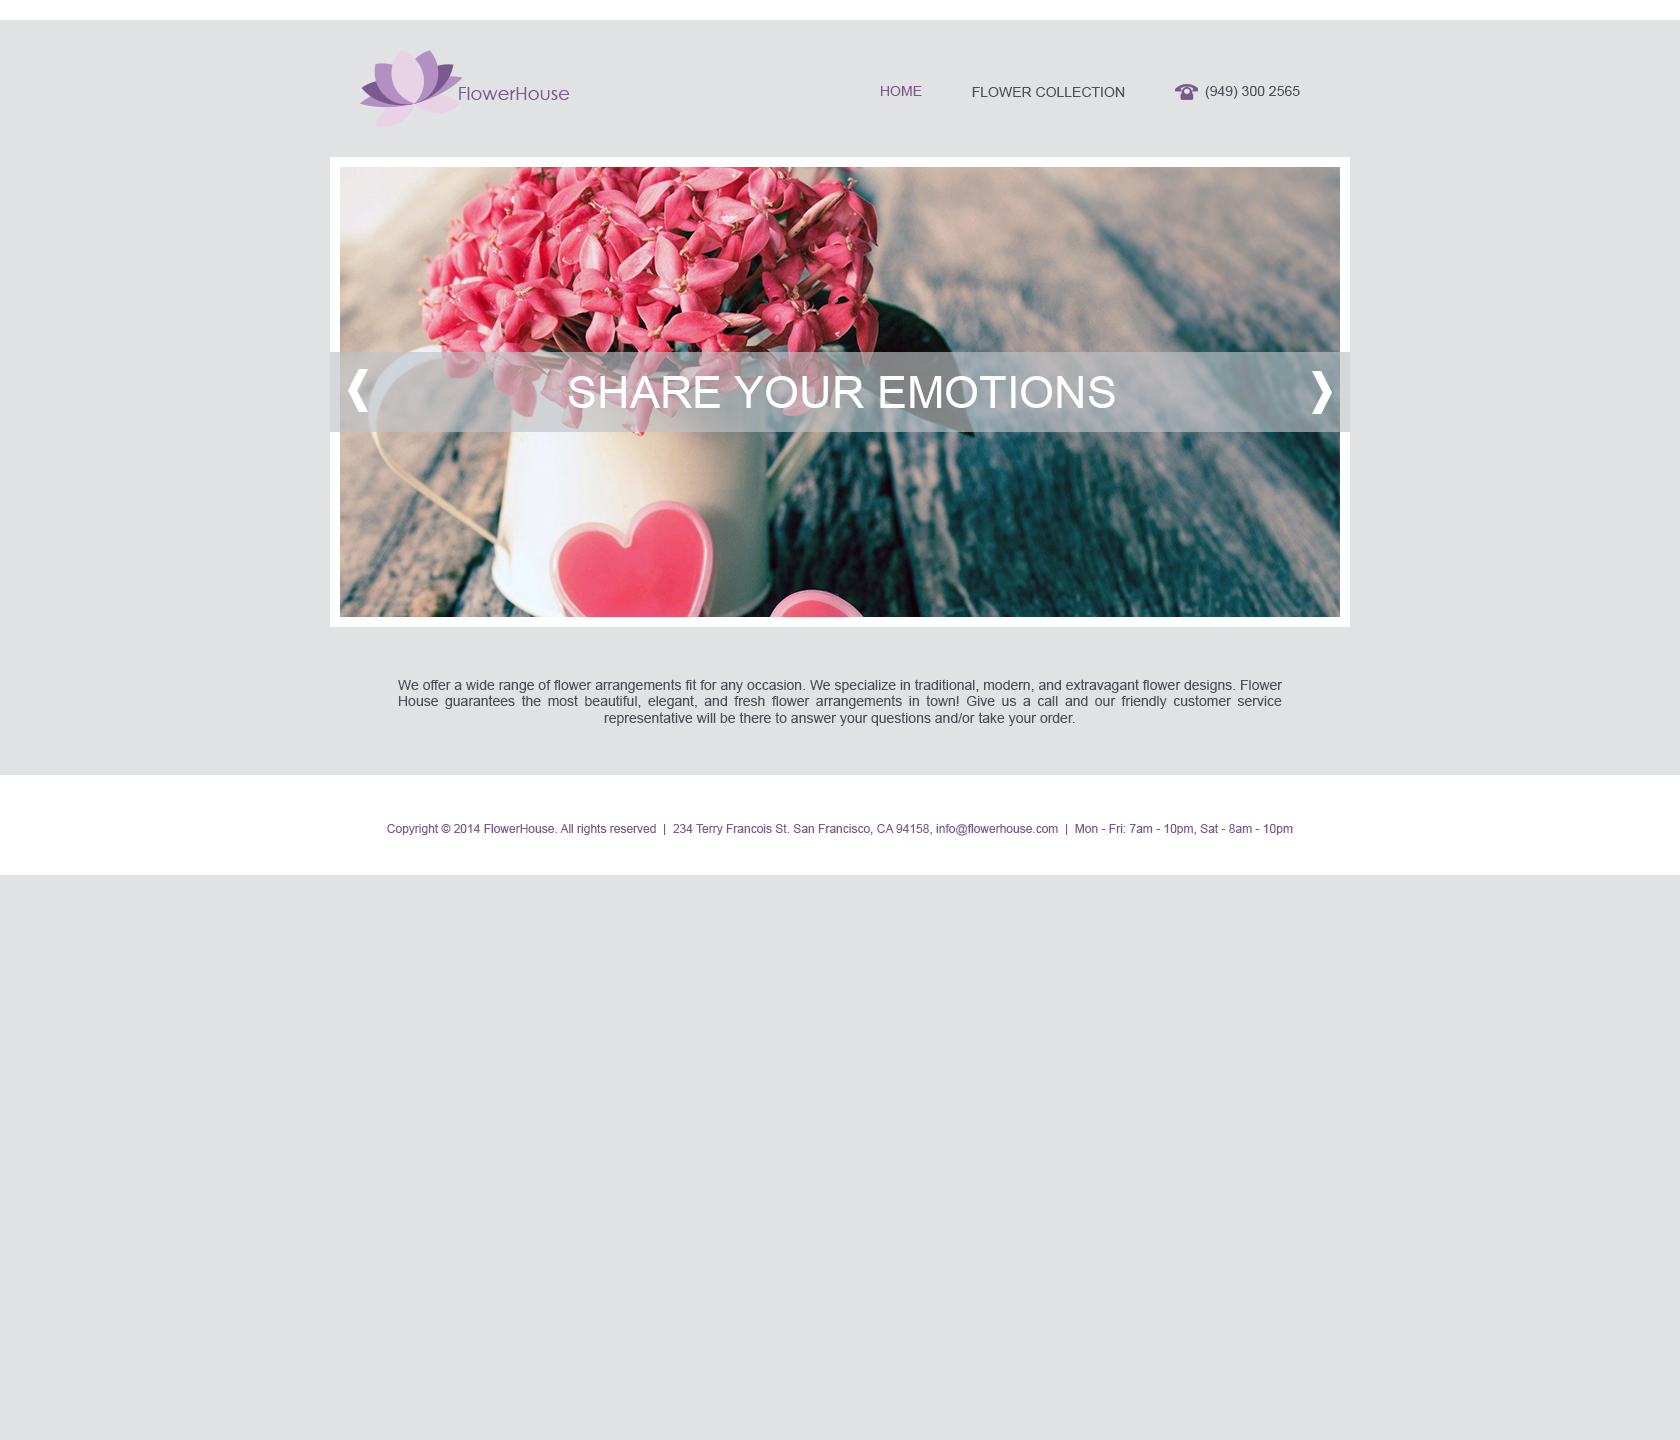 FlowerHouse
HOME
FLOWER COLLECTION
(949) 300 2565
SHARE YOUR EMOTIONS
We offer a wide range of flower arrangements fit for any occasion. We specialize in traditional, modern, and extravagant flower designs. Flower
House guarantees the most beautiful, elegant, and fresh flower arrangements in town! Give us a call and our friendly customer service
representative will be there to answer your questions and/or take your order.
Copyright © 2014 FlowerHouse. All rights reserved | 234 Terry Francois St. San Francisco, CA 94158, info@flowerhouse.com | Mon - Fri: 7am - 10pm, Sat - 8am - 10pm